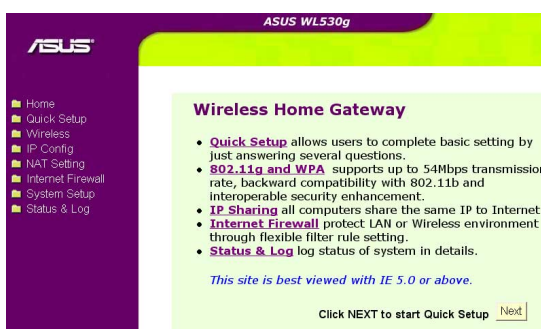 ASUS WL530g
ASUS
Home
Quick Setup
Wireless
IP Config
NAT Setting
Internet Firewall
System Setup
Status & Log
Wireless Home Gateway
Quick Setup allows users to complete basic setting by
just answering several questions.
802.11g and WPA supports up to 54Mbps transmission
rate, backward compatibility with 802.11b and
interoperable security enhancement.
IP Sharing all computers share the same IP to Internet
Internet Firewall protect LAN or Wireless environment
through flexible filter rule setting.
Status & Log log status of system in details.
This site is best viewed with IE 5.0 or above.
Click NEXT to start Quick Setup Next